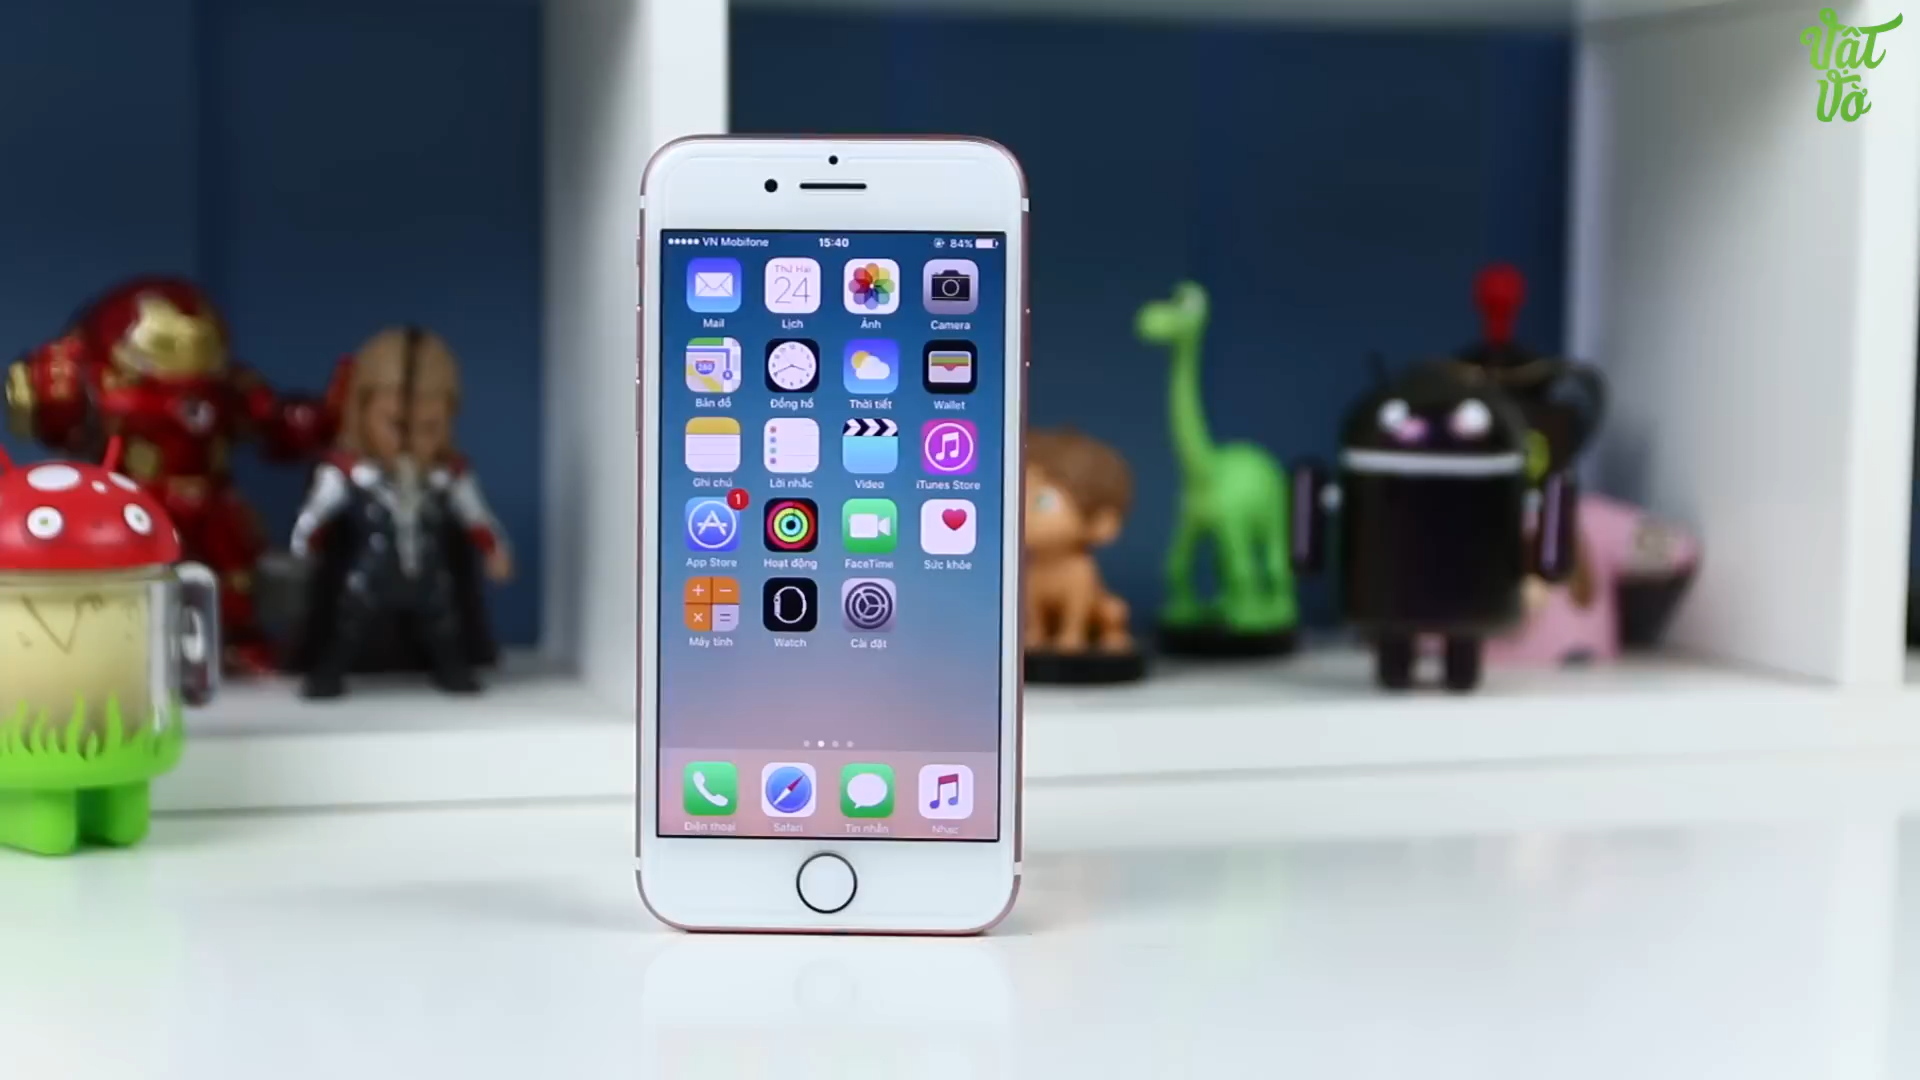 Vật
Vờ
VN Mobifone 15:40 84%
Thứ Hai
24
Mail Lịch Ảnh Camera
280
Bản đồ Đồng hồ Thời tiết Wallet
Ghi chú Lời nhắc Video iTunes Store
1
App Store Hoạt động FaceTime Sức khỏe
Máy tính Watch Cài đặt
Điện thoại Safari Tin nhắn Nhạc